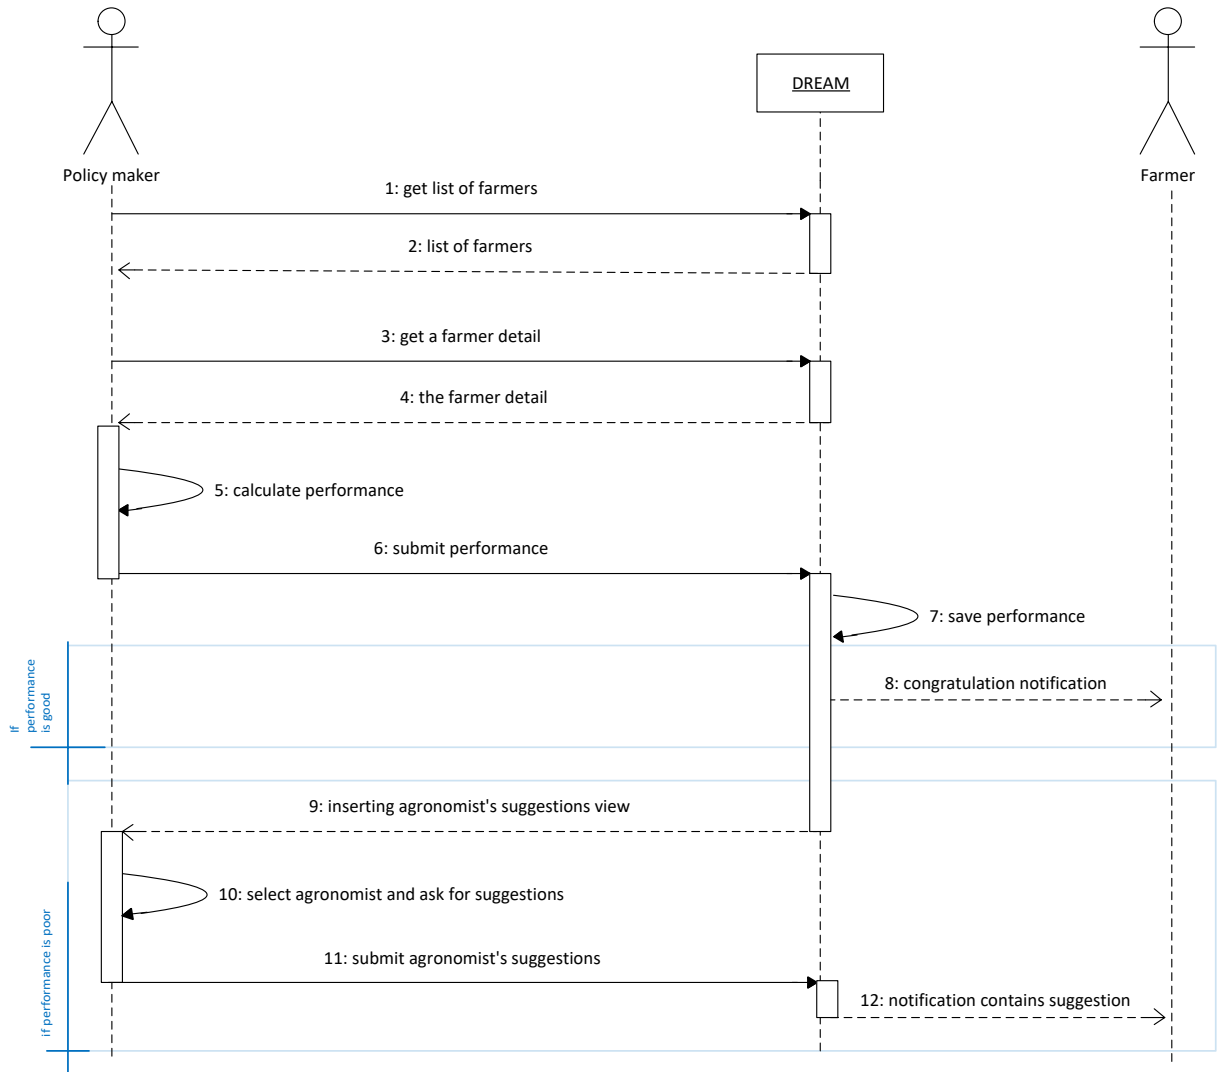 DREAM
Policy maker
Farmer
1: get list of farmers
2: list of farmers
3: get a farmer detail
4: the farmer detail
5: calculate performance
6: submit performance
7: save performance
If
performance
is good
8: congratulation notification
9: inserting agronomist's suggestions view
10: select agronomist and ask for suggestions
if performance is poor
11: submit agronomist's suggestions
12: notification contains suggestion